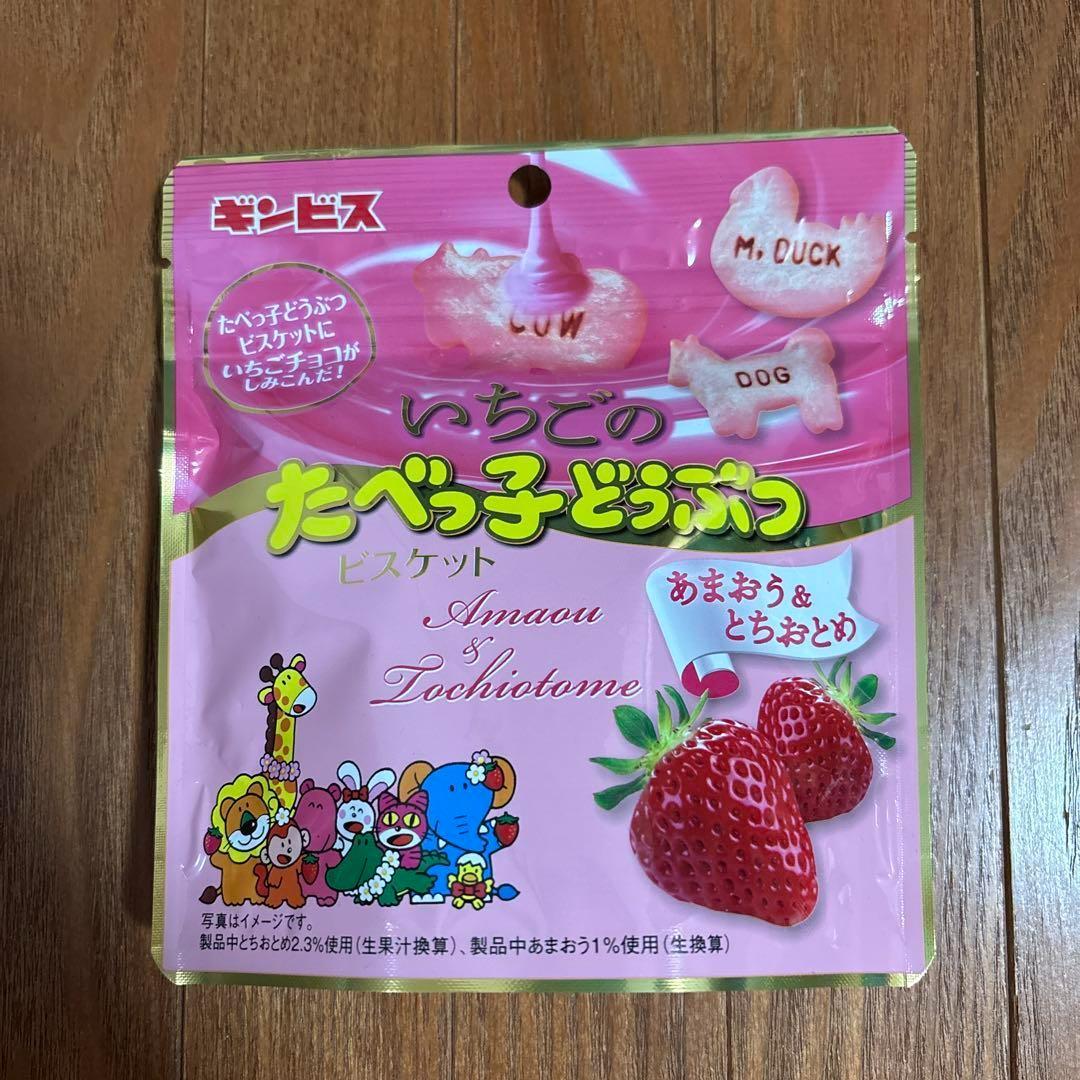 ギンビス
たべっ子どうぶつ
ビスケットに
いちごチョコが
しみこんだ!
COW
M, DUCK
DOG
いちごの
たべっ子どうぶつ
ビスケット
Amaou
&
Tochiotome
あまおう&
とちおとめ
写真はイメージです。
製品中とちおとめ2.3%使用(生果汁換算)、製品中あまおう1%使用(生換算)